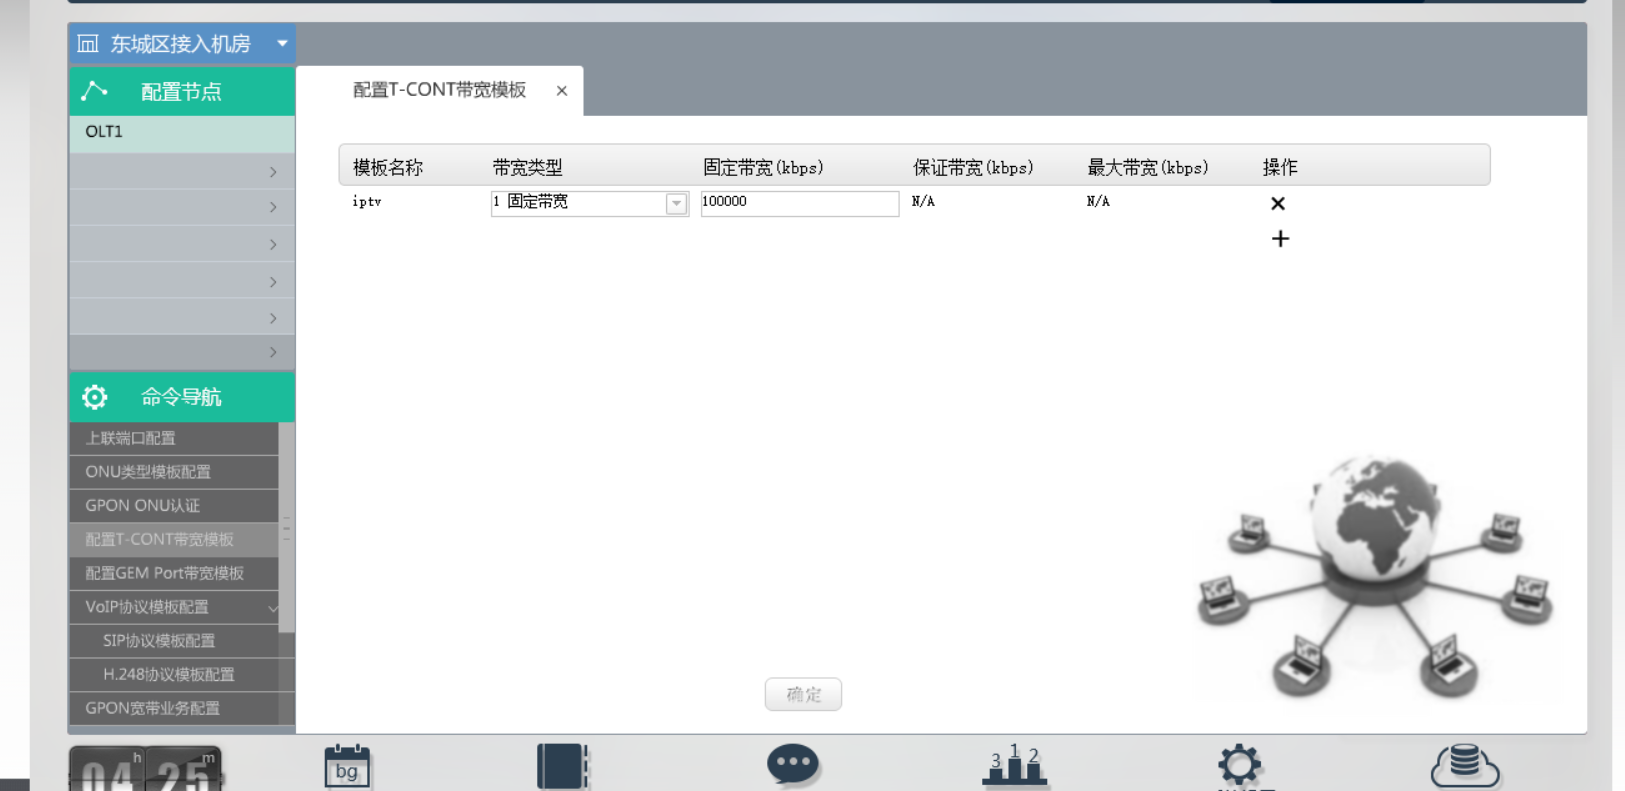 东城区接入机房
配置节点
配置T-CONT带宽模板 ×
OLT1
模板名称 带宽类型 固定带宽(kbps) 保证带宽(kbps) 最大带宽(kbps) 操作
iptv 1 固定带宽 100000 N/A N/A
命令导航
上联端口配置
ONU类型模板配置
GPON ONU认证
配置T-CONT带宽模板
配置GEM Port带宽模板
VoIP协议模板配置
SIP协议模板配置
H.248协议模板配置
GPON宽带业务配置
确定
h m
04 25
bg
3 1 2